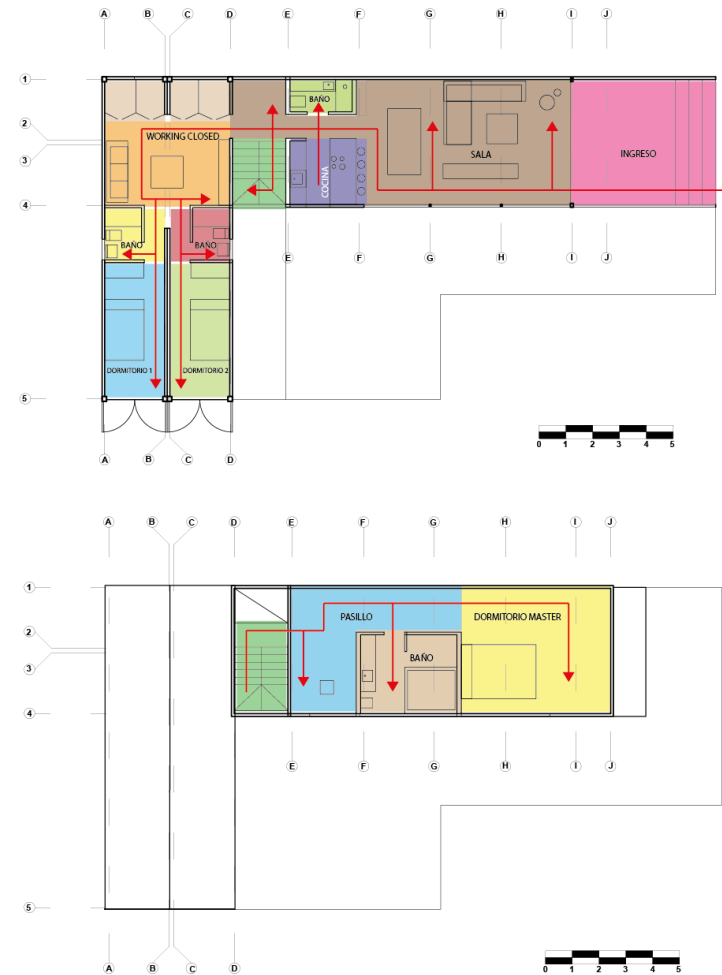 A B C D E F G H I J
1
2
3
4
5
WORKING CLOSED
BAÑO
COCINA
SALA
INGRESO
BAÑO
BAÑO
E F G H I J
DORMITORIO 1
DORMITORIO 2
A B C D
0 1 2 3 4 5
A B C D E F G H I J
1
2
3
4
5
PASILLO
DORMITORIO MASTER
BAÑO
E F G H I J
A B C D
0 1 2 3 4 5